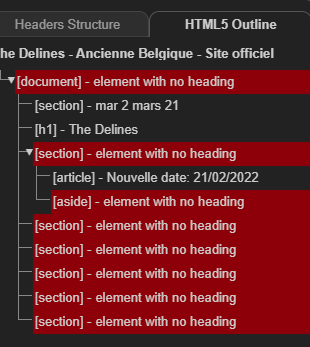 Headers Structure
HTML5 Outline
he Delines - Ancienne Belgique - Site officiel
[document] - element with no heading
[section] - mar 2 mars 21
[h1] - The Delines
[section] - element with no heading
[article] - Nouvelle date: 21/02/2022
[aside] - element with no heading
[section] - element with no heading
[section] - element with no heading
[section] - element with no heading
[section] - element with no heading
[section] - element with no heading